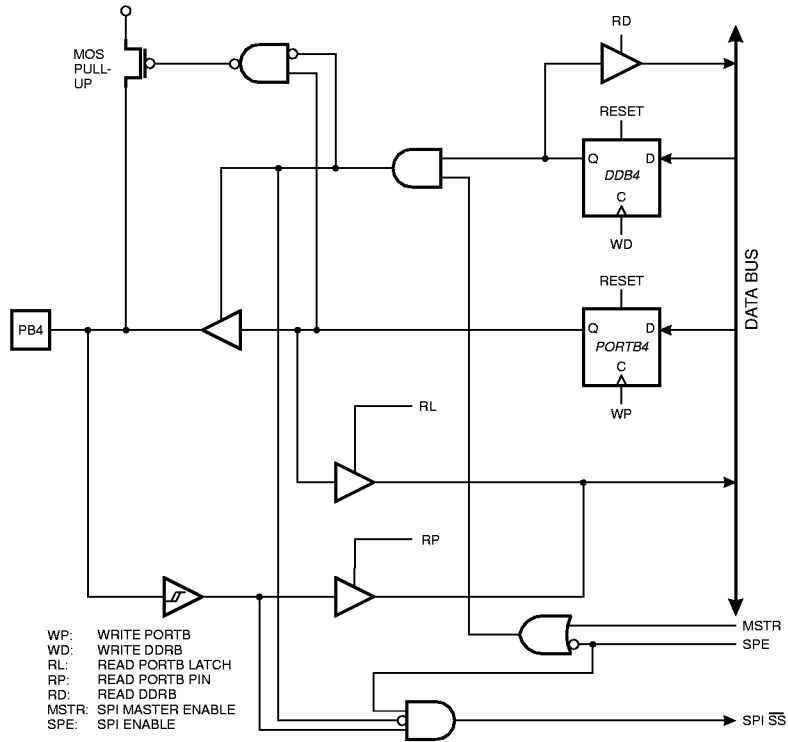 RD
MOS
PULL-
UP
RESET
Q D
DDB4
C
WD
DATA BUS
RESET
PB4
Q D
PORTB4
C
WP
RL
RP
WP: WRITE PORTB
WD: WRITE DDRB
RL: READ PORTB LATCH
RP: READ PORTB PIN
RD: READ DDRB
MSTR: SPI MASTER ENABLE
SPE: SPI ENABLE
MSTR
SPE
SPI S̅S̅